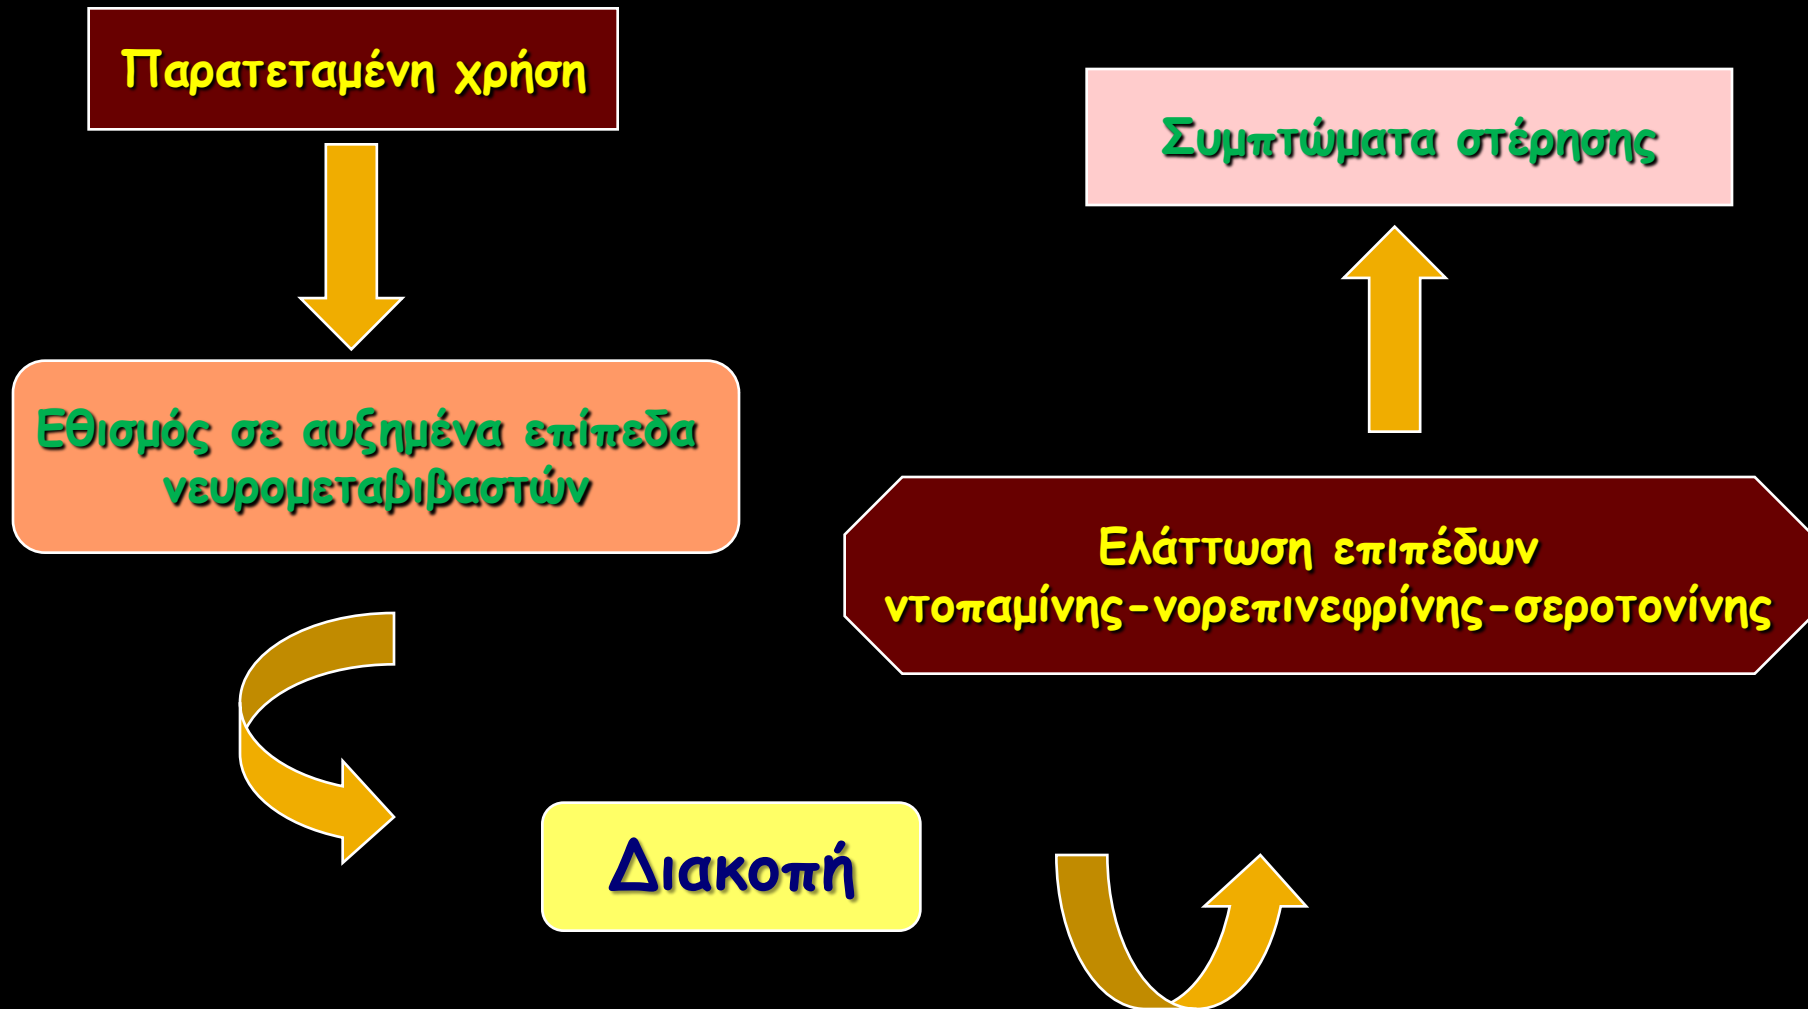 Παρατεταμένη χρήση
Συμπτώματα στέρησης
Εθισμός σε αυξημένα επίπεδα
νευρομεταβιβαστών
Ελάττωση επιπέδων
ντοπαμίνης-νορεπινεφρίνης-σεροτονίνης
Διακοπή